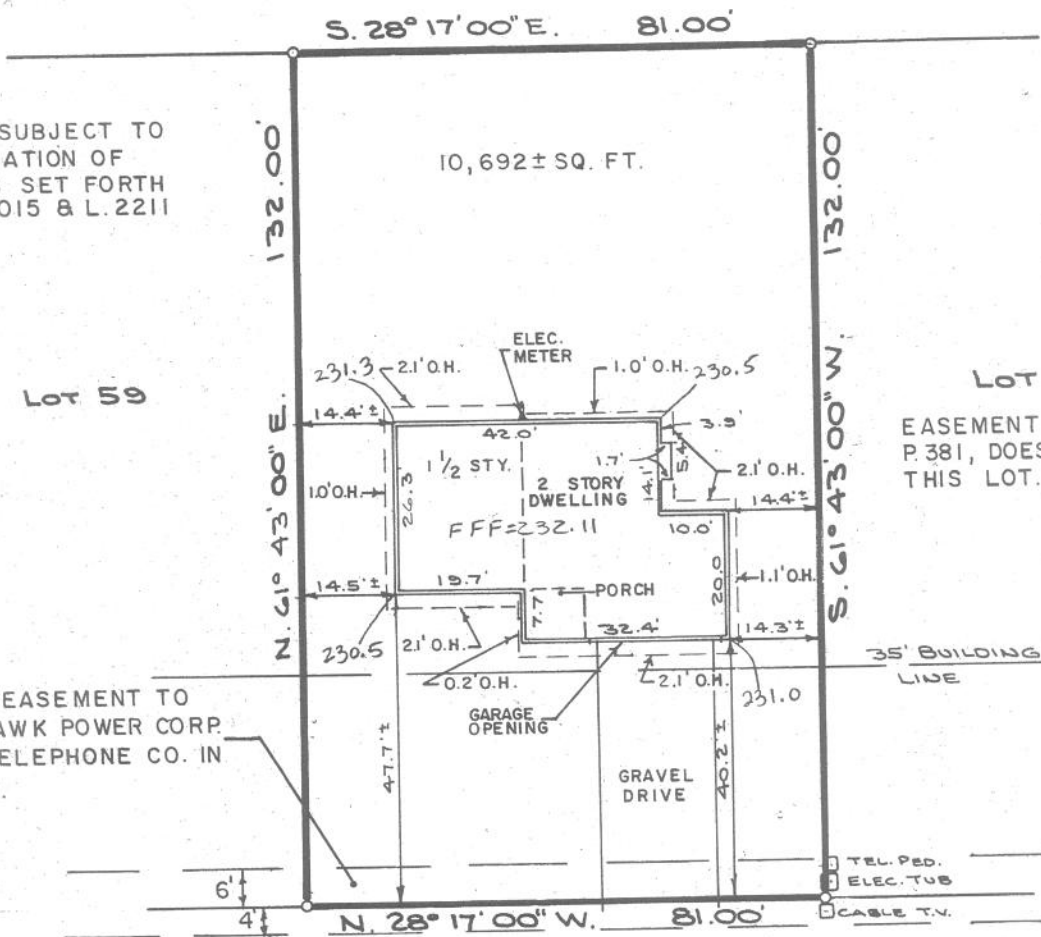 S. 28° 17' 00" E. 81.00'
SUBJECT TO
ATION OF
SET FORTH
015 & L. 2211
132.00'
10,692± SQ. FT.
132.00'
LOT 59
N. 61° 43' 00" E.
S. 61° 43' 00" W.
LOT
EASEMENT
P. 381, DOES
THIS LOT.
ELEC.
METER
231.3
2.1' O.H.
1.0' O.H.
230.5
14.4'±
42.0'
3.9'
1 1/2 STY.
1.7'
5.4'
2.1' O.H.
1.0' O.H.
26.3
2 STORY
DWELLING
14.1'
14.4'±
FFF=232.11
10.0'
14.5'±
19.7'
PORCH
20.0
1.1' O.H.
7.7
32.4'
14.3'±
230.5
2.1' O.H.
0.2' O.H.
2.1' O.H.
231.0
35' BUILDING
LINE
GARAGE
OPENING
EASEMENT TO
AWK POWER CORP.
ELEPHONE CO. IN
47.7'±
GRAVEL
DRIVE
40.2'±
6'
4'
TEL. PED.
ELEC. TUB
CABLE T.V.
N. 28° 17' 00" W. 81.00'